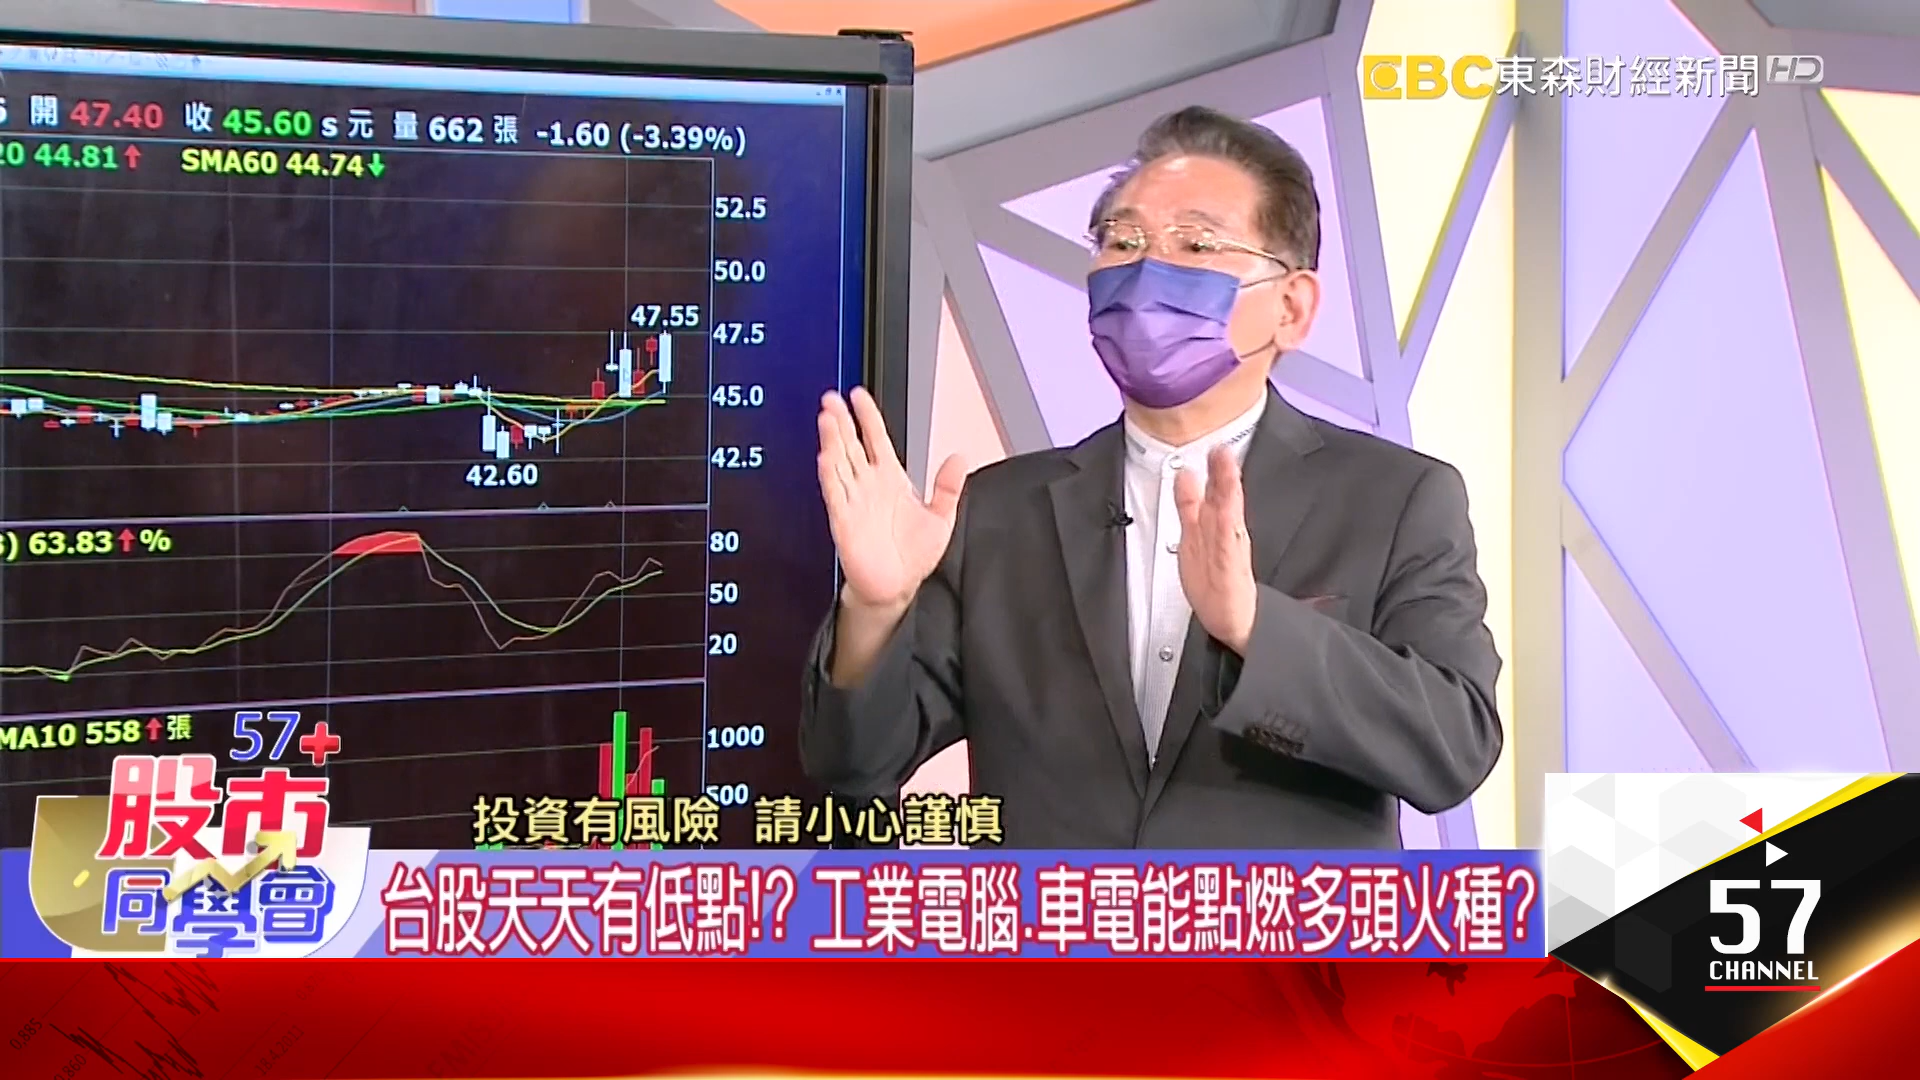 EBC東森財經新聞HD
開 47.40 收 45.60 s 元 量 662 張 -1.60 (-3.39%)
20 44.81↑ SMA60 44.74↓
52.5
50.0
47.55
47.5
45.0
42.5
42.60
63.83↑%
80
50
20
MA10 558↑張
1000
500
57+
股市
同學會
投資有風險 請小心謹慎
台股天天有低點!? 工業電腦.車電能點燃多頭火種?
57
CHANNEL